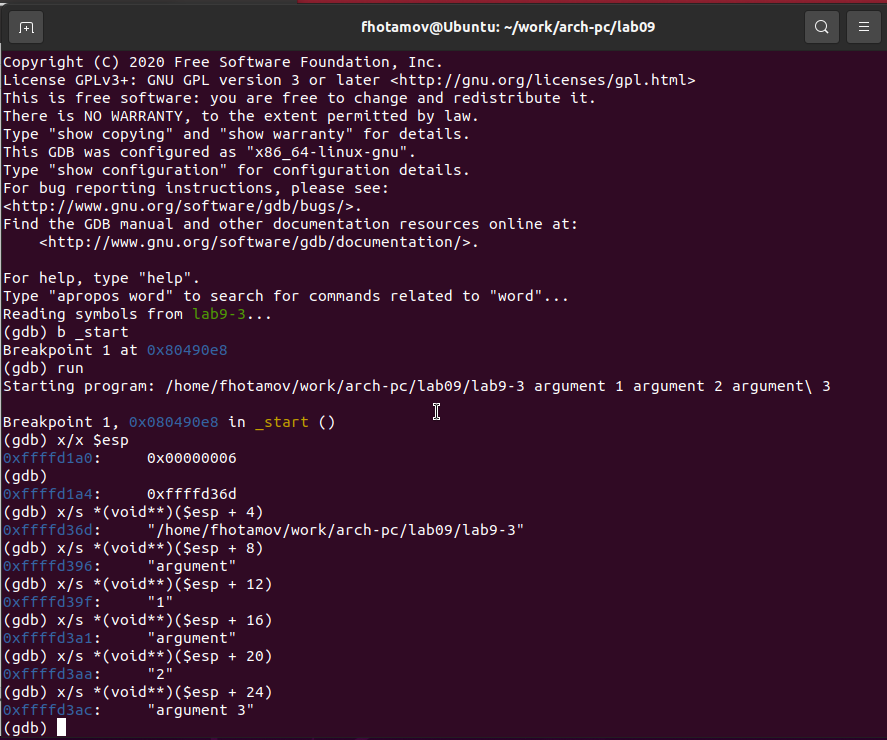 fhotamov@Ubuntu: ~/work/arch-pc/lab09
Copyright (C) 2020 Free Software Foundation, Inc.
License GPLv3+: GNU GPL version 3 or later <http://gnu.org/licenses/gpl.html>
This is free software: you are free to change and redistribute it.
There is NO WARRANTY, to the extent permitted by law.
Type "show copying" and "show warranty" for details.
This GDB was configured as "x86_64-linux-gnu".
Type "show configuration" for configuration details.
For bug reporting instructions, please see:
<http://www.gnu.org/software/gdb/bugs/>.
Find the GDB manual and other documentation resources online at:
    <http://www.gnu.org/software/gdb/documentation/>.

For help, type "help".
Type "apropos word" to search for commands related to "word"...
Reading symbols from lab9-3...
(gdb) b _start
Breakpoint 1 at 0x80490e8
(gdb) run
Starting program: /home/fhotamov/work/arch-pc/lab09/lab9-3 argument 1 argument 2 argument\ 3

Breakpoint 1, 0x080490e8 in _start ()
(gdb) x/x $esp
0xffffd1a0:     0x00000006
(gdb)
0xffffd1a4:     0xffffd36d
(gdb) x/s *(void**)($esp + 4)
0xffffd36d:     "/home/fhotamov/work/arch-pc/lab09/lab9-3"
(gdb) x/s *(void**)($esp + 8)
0xffffd396:     "argument"
(gdb) x/s *(void**)($esp + 12)
0xffffd39f:     "1"
(gdb) x/s *(void**)($esp + 16)
0xffffd3a1:     "argument"
(gdb) x/s *(void**)($esp + 20)
0xffffd3aa:     "2"
(gdb) x/s *(void**)($esp + 24)
0xffffd3ac:     "argument 3"
(gdb)